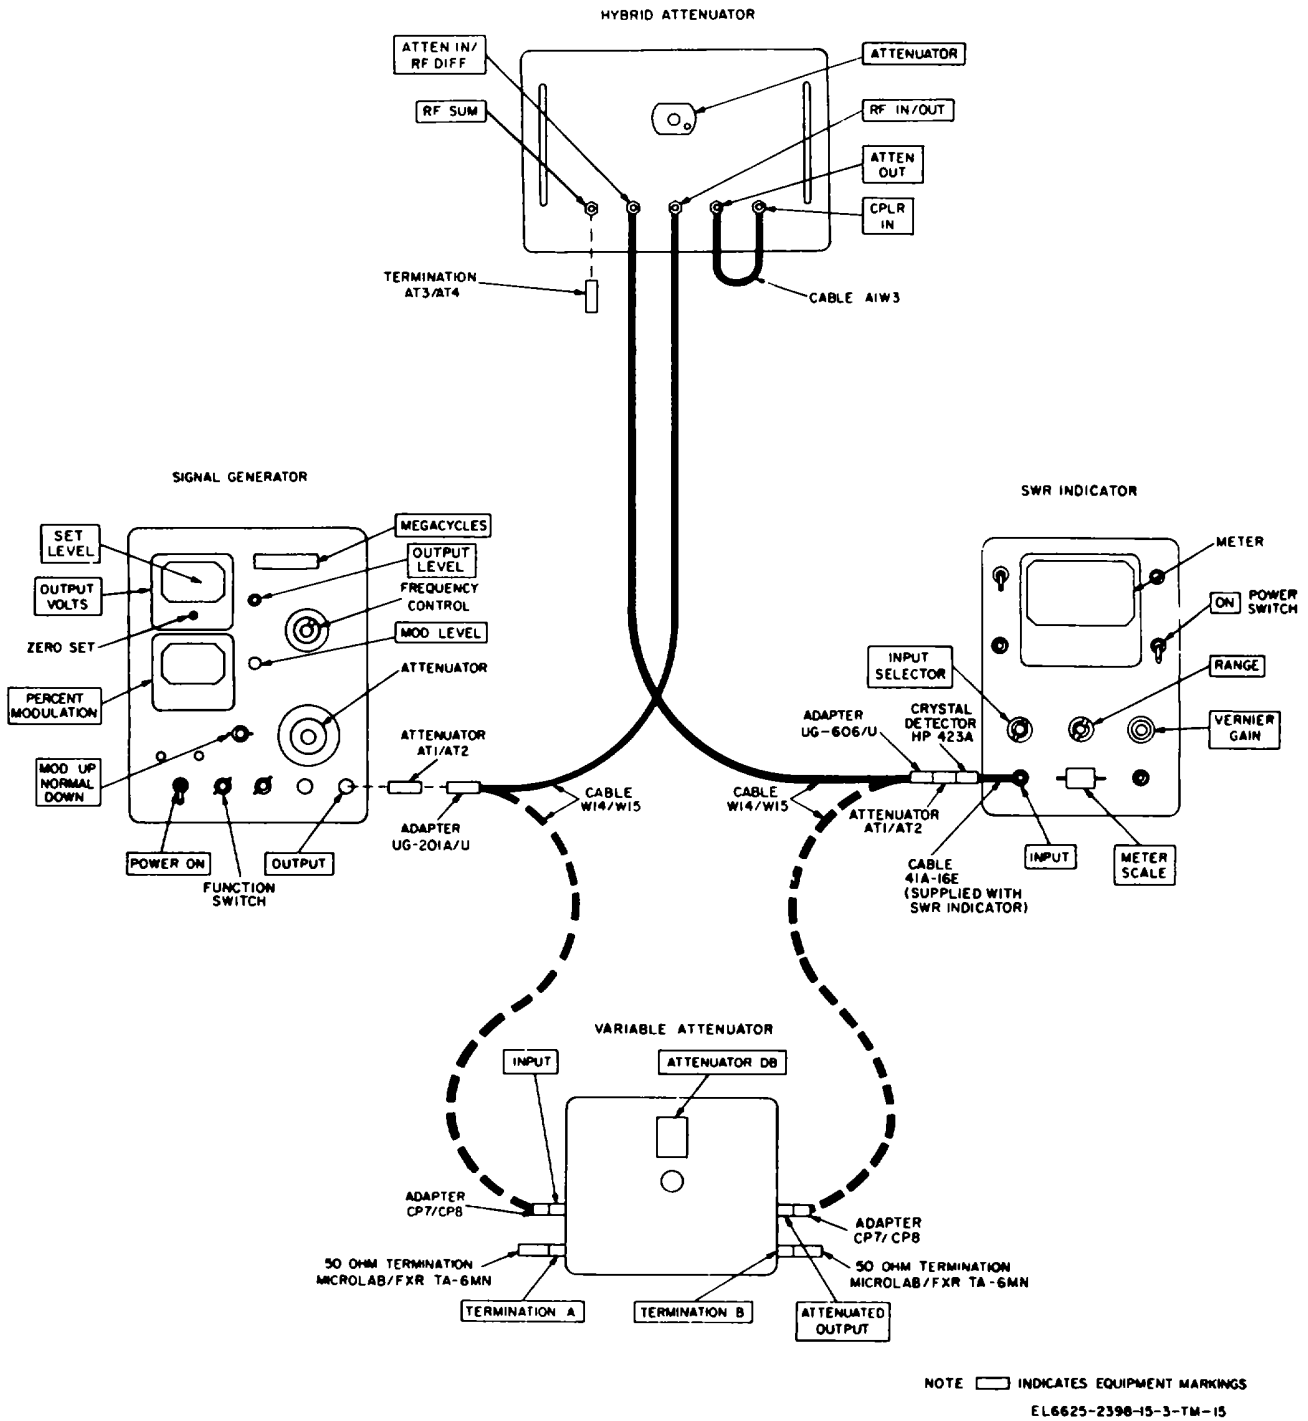 HYBRID ATTENUATOR
ATTEN IN/
RF DIFF
RF SUM
ATTENUATOR
RF IN/OUT
ATTEN
OUT
CPLR
IN
TERMINATION
AT3/AT4
CABLE A1W3
SIGNAL GENERATOR
SET
LEVEL
OUTPUT
VOLTS
ZERO SET
PERCENT
MODULATION
MOD UP
NORMAL
DOWN
MEGACYCLES
OUTPUT
LEVEL
FREQUENCY
CONTROL
MOD LEVEL
ATTENUATOR
ATTENUATOR
AT1/AT2
POWER ON
FUNCTION
SWITCH
OUTPUT
ADAPTER
UG-201A/U
CABLE
W14/W15
SWR INDICATOR
METER
ON
POWER
SWITCH
INPUT
SELECTOR
RANGE
VERNIER
GAIN
ADAPTER
UG-606/U
CRYSTAL
DETECTOR
HP 423A
CABLE
W14/W15
ATTENUATOR
AT1/AT2
CABLE
41A-16E
(SUPPLIED WITH
SWR INDICATOR)
INPUT
METER
SCALE
VARIABLE ATTENUATOR
INPUT
ATTENUATOR DB
ADAPTER
CP7/CP8
50 OHM TERMINATION
MICROLAB/FXR TA-6MN
TERMINATION A
TERMINATION B
ADAPTER
CP7/CP8
50 OHM TERMINATION
MICROLAB/FXR TA-6MN
ATTENUATED
OUTPUT
NOTE INDICATES EQUIPMENT MARKINGS
EL6625-2398-15-3-TM-15